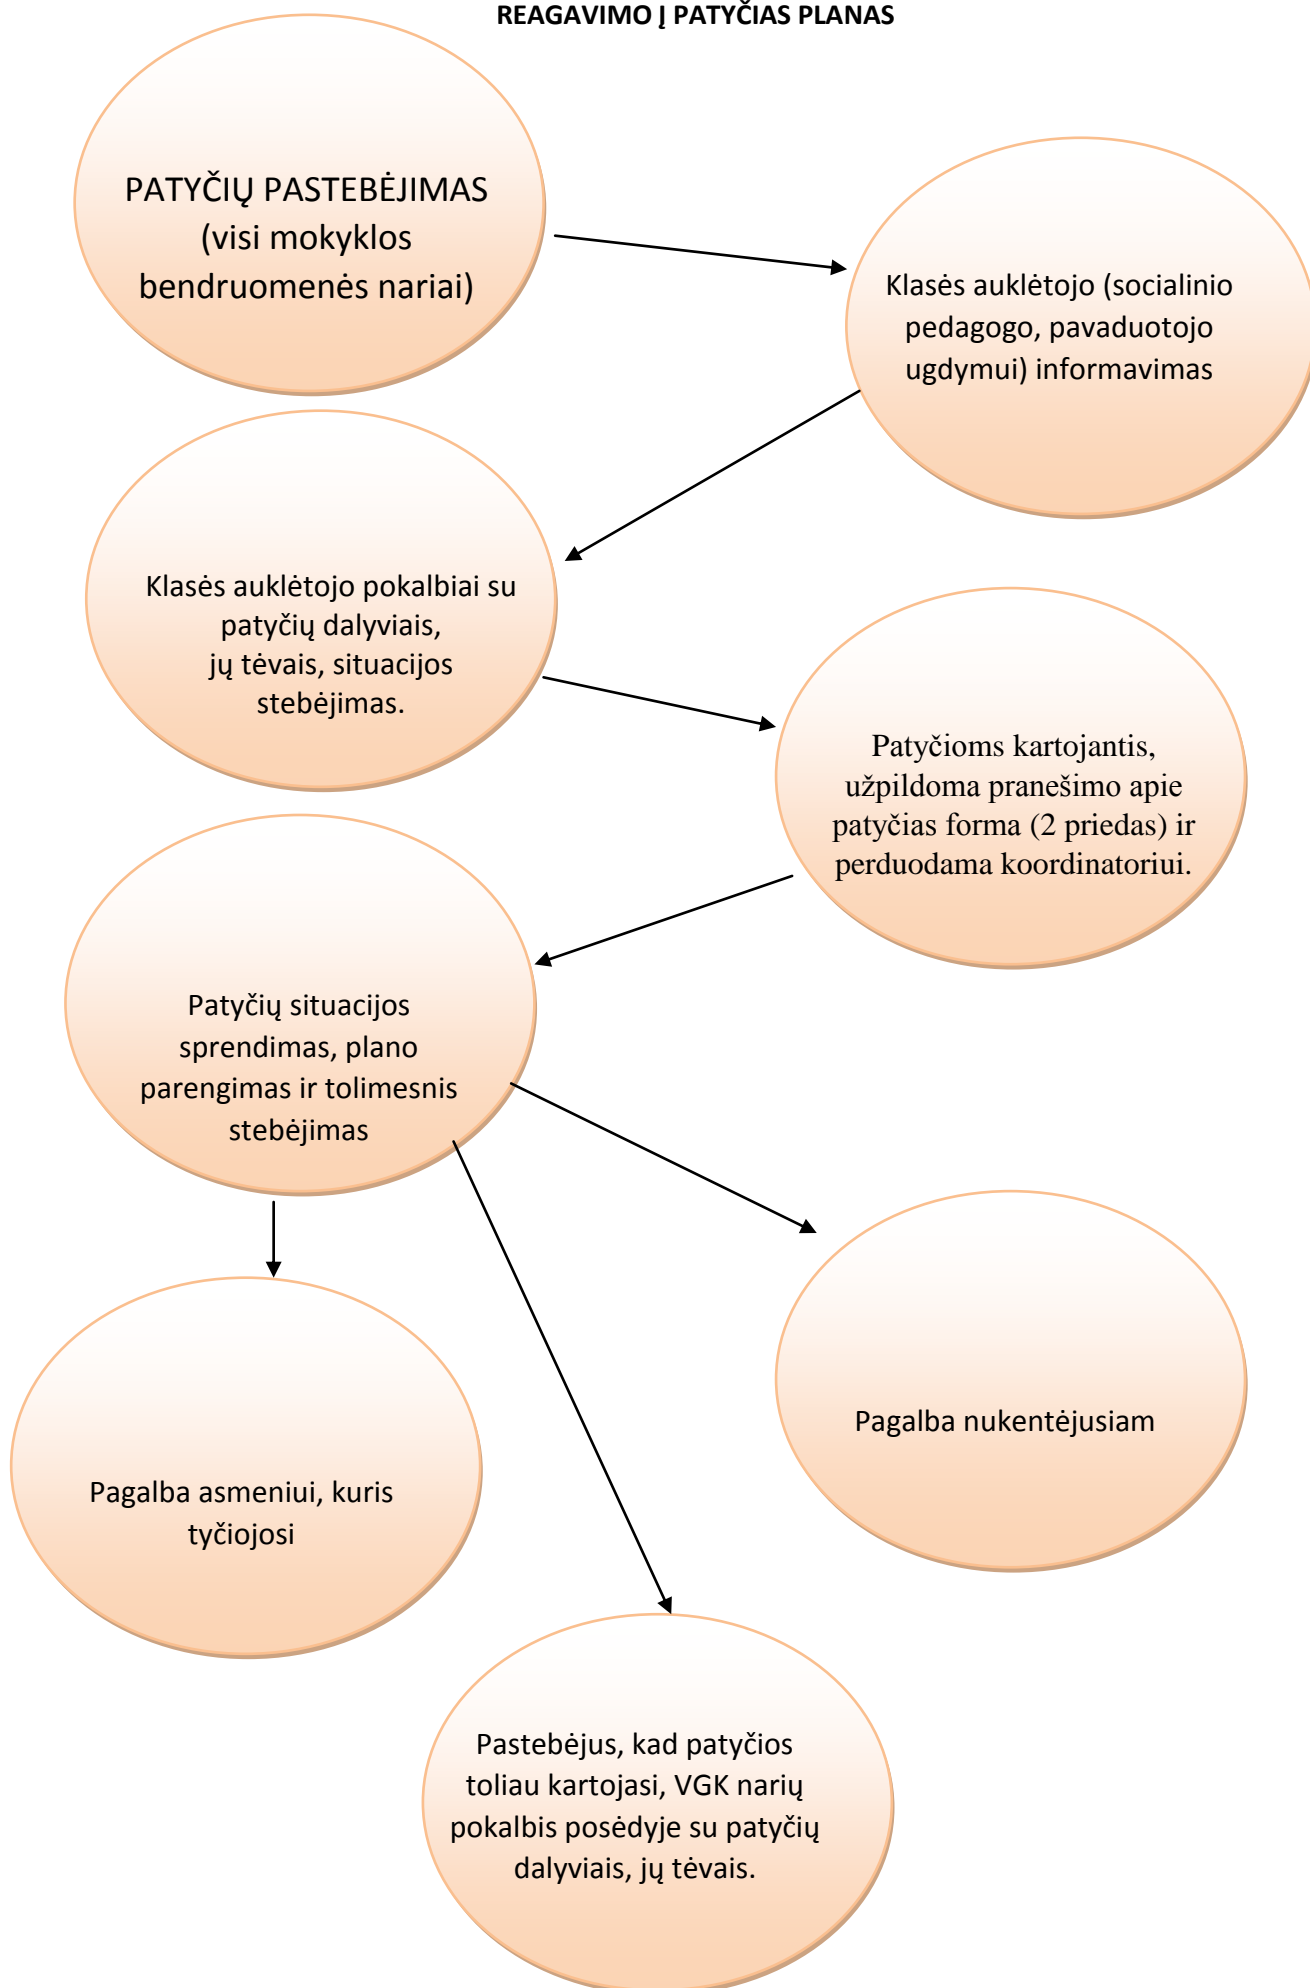 REAGAVIMO Į PATYČIAS PLANAS
PATYČIŲ PASTEBĖJIMAS
(visi mokyklos
bendruomenės nariai)
Klasės auklėtojo (socialinio
pedagogo, pavaduotojo
ugdymui) informavimas
Klasės auklėtojo pokalbiai su
patyčių dalyviais,
jų tėvais, situacijos
stebėjimas.
Patyčioms kartojantis,
užpildoma pranešimo apie
patyčias forma (2 priedas) ir
perduodama koordinatoriui.
Patyčių situacijos
sprendimas, plano
parengimas ir tolimesnis
stebėjimas
Pagalba nukentėjusiam
Pagalba asmeniui, kuris
tyčiojosi
Pastebėjus, kad patyčios
toliau kartojasi, VGK narių
pokalbis posėdyje su patyčių
dalyviais, jų tėvais.